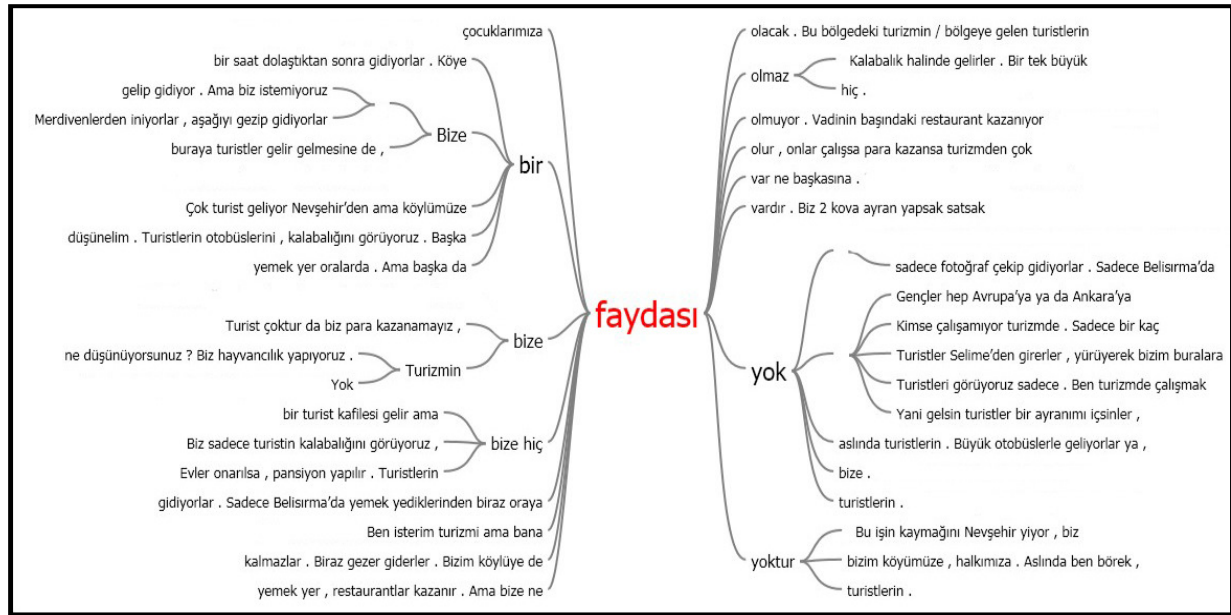 çocuklarımıza
bir saat dolaştıktan sonra gidiyorlar . Köye
gelip gidiyor . Ama biz istemiyoruz
Merdivenlerden iniyorlar , aşağıyı gezip gidiyorlar
Bize
buraya turistler gelir gelmesine de ,
bir
Çok turist geliyor Nevşehir’den ama köylümüze
düşünelim . Turistlerin otobüslerini , kalabalığını görüyoruz . Başka
yemek yer oralarda . Ama başka da
faydası
Turist çoktur da biz para kazanamayız ,
bize
ne düşünüyorsunuz ? Biz hayvancılık yapıyoruz .
Turizmin
Yok
bir turist kafilesi gelir ama
Biz sadece turistin kalabalığını görüyoruz ,
bize hiç
Evler onarılsa , pansiyon yapılır . Turistlerin
gidiyorlar . Sadece Belisırma’da yemek yediklerinden biraz oraya
Ben isterim turizmi ama bana
kalmazlar . Biraz gezer giderler . Bizim köylüye de
yemek yer , restaurantlar kazanır . Ama bize ne
olacak . Bu bölgedeki turizmin / bölgeye gelen turistlerin
olmaz
Kalabalık halinde gelirler . Bir tek büyük
hiç .
olmuyor . Vadinin başındaki restaurant kazanıyor
olur , onlar çalışsa para kazansa turizmden çok
var ne başkasına .
vardır . Biz 2 kova ayran yapsak satsak
yok
sadece fotoğraf çekip gidiyorlar . Sadece Belisırma’da
Gençler hep Avrupa’ya ya da Ankara’ya
Kimse çalışamıyor turizmde . Sadece bir kaç
Turistler Selime’den girerler , yürüyerek bizim buralara
Turistleri görüyoruz sadece . Ben turizmde çalışmak
Yani gelsin turistler bir ayranımı içsinler ,
aslında turistlerin . Büyük otobüslerle geliyorlar ya ,
bize .
turistlerin .
yoktur
Bu işin kaymağını Nevşehir yiyor , biz
bizim köyümüze , halkımıza . Aslında ben börek ,
turistlerin .